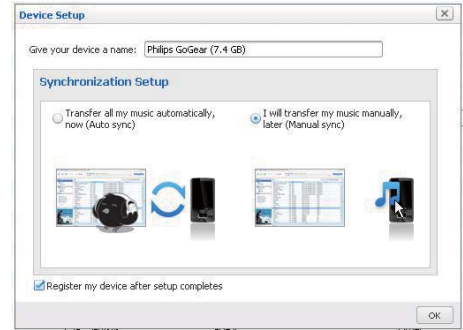 Device Setup
Give your device a name: Philips GoGear (7.4 GB)
Synchronization Setup
Transfer all my music automatically,
now (Auto sync)
I will transfer my music manually,
later (Manual sync)
Register my device after setup completes
OK